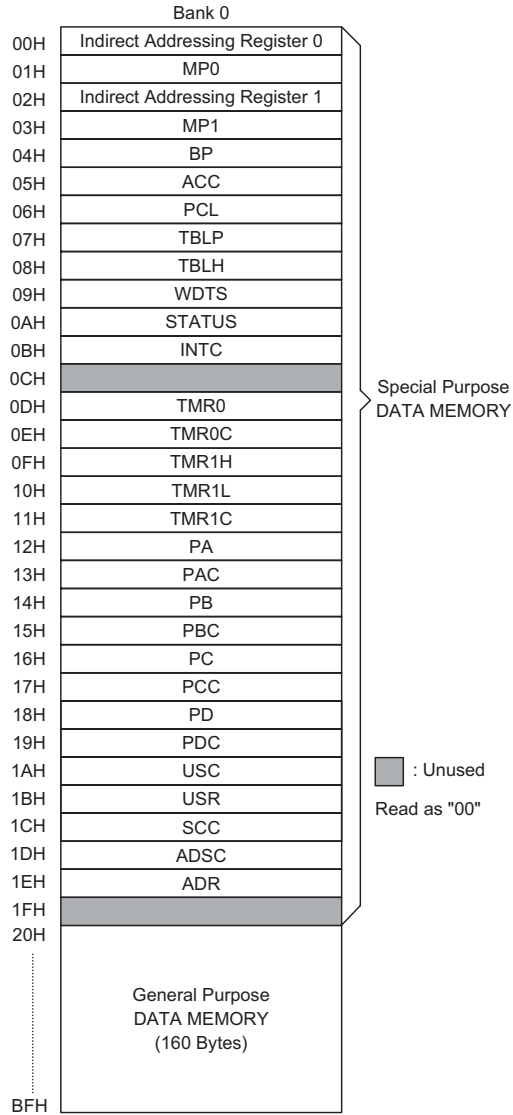 Bank 0
00H Indirect Addressing Register 0
01H MP0
02H Indirect Addressing Register 1
03H MP1
04H BP
05H ACC
06H PCL
07H TBLP
08H TBLH
09H WDTS
0AH STATUS
0BH INTC
0CH
0DH TMR0
0EH TMR0C
0FH TMR1H
10H TMR1L
11H TMR1C
12H PA
13H PAC
14H PB
15H PBC
16H PC
17H PCC
18H PD
19H PDC
1AH USC
1BH USR
1CH SCC
1DH ADSC
1EH ADR
1FH
20H
General Purpose
DATA MEMORY
(160 Bytes)
BFH
Special Purpose
DATA MEMORY
: Unused
Read as "00"